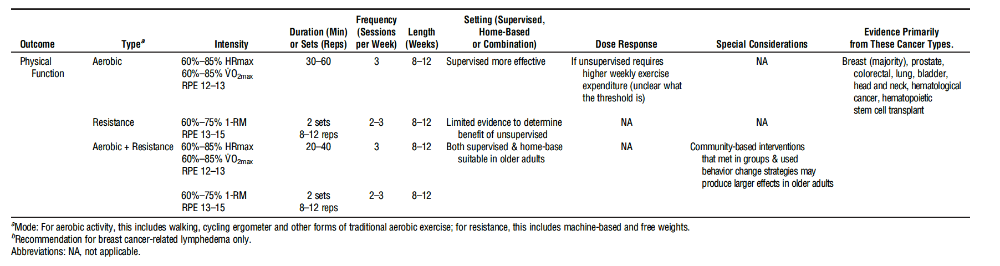 Outcome Type^a Intensity Duration (Min) or Sets (Reps) Frequency (Sessions per Week) Length (Weeks) Setting (Supervised, Home-Based or Combination) Dose Response Special Considerations Evidence Primarily from These Cancer Types.
Physical Aerobic 60%–85% HRmax 30–60 3 8–12 Supervised more effective If unsupervised requires NA Breast (majority), prostate,
Function 60%–85% V̇O2max higher weekly exercise colorectal, lung, bladder,
RPE 12–13 expenditure (unclear what head and neck, hematological
the threshold is) cancer, hematopoietic
stem cell transplant
Resistance 60%–75% 1-RM 2 sets 2–3 8–12 Limited evidence to determine NA NA
RPE 13–15 8–12 reps benefit of unsupervised
Aerobic + Resistance 60%–85% HRmax 20–40 3 8–12 Both supervised & home-base NA Community-based interventions
60%–85% V̇O2max suitable in older adults that met in groups & used
RPE 12–13 behavior change strategies may
produce larger effects in older adults
60%–75% 1-RM 2 sets 2–3 8–12
RPE 13–15 8–12 reps
^aMode: For aerobic activity, this includes walking, cycling ergometer and other forms of traditional aerobic exercise; for resistance, this includes machine-based and free weights.
^bRecommendation for breast cancer-related lymphedema only.
Abbreviations: NA, not applicable.